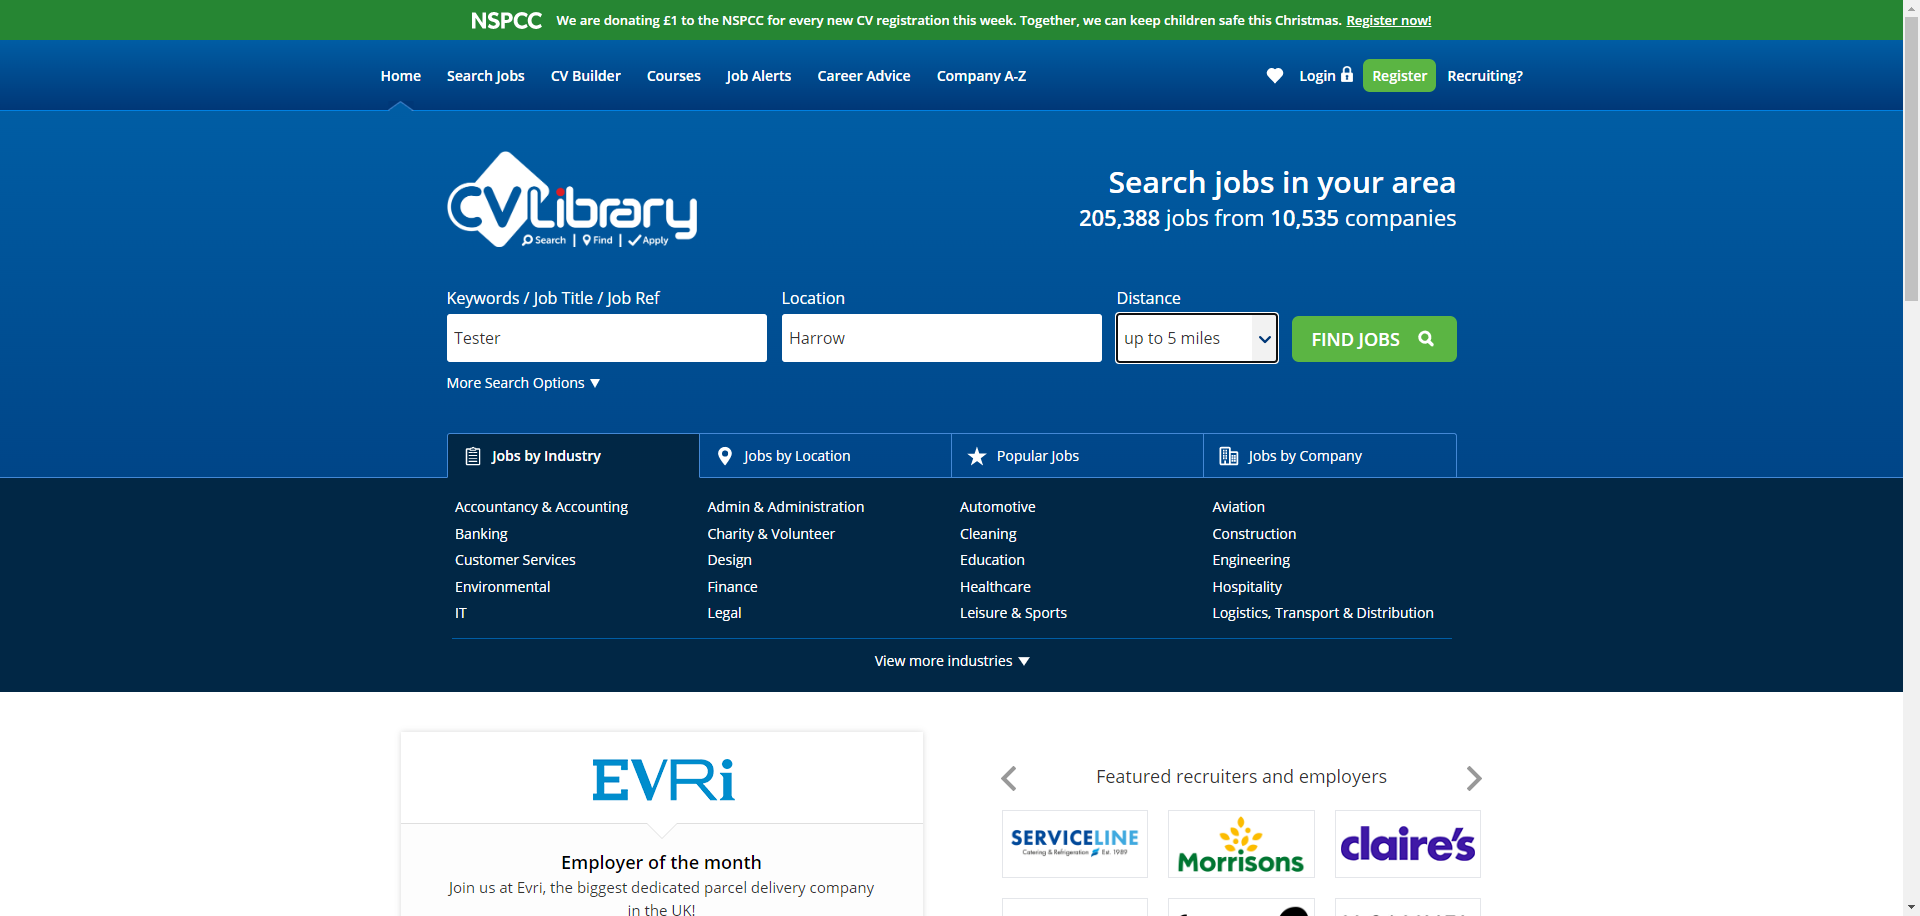 NSPCC We are donating £1 to the NSPCC for every new CV registration this week. Together, we can keep children safe this Christmas. Register now!
Home Search Jobs CV Builder Courses Job Alerts Career Advice Company A-Z Login Register Recruiting?
CVLibrary
Search | Find | Apply
Search jobs in your area
205,388 jobs from 10,535 companies
Keywords / Job Title / Job Ref Location Distance
Tester Harrow up to 5 miles FIND JOBS
More Search Options ▼
Jobs by Industry Jobs by Location Popular Jobs Jobs by Company
Accountancy & Accounting Admin & Administration Automotive Aviation
Banking Charity & Volunteer Cleaning Construction
Customer Services Design Education Engineering
Environmental Finance Healthcare Hospitality
IT Legal Leisure & Sports Logistics, Transport & Distribution
View more industries ▼
EVRi
Employer of the month
Join us at Evri, the biggest dedicated parcel delivery company
in the UK!
Featured recruiters and employers
SERVICELINE
Catering & Refrigeration Est. 1989
Morrisons
claire's